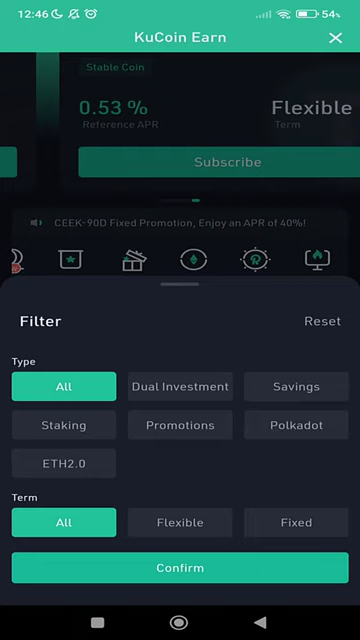 12:46
54%
KuCoin Earn
Stable Coin
0.53 %
Flexible
Reference APR
Term
Subscribe
CEEK-90D Fixed Promotion, Enjoy an APR of 40%!
Filter
Reset
Type
All
Dual Investment
Savings
Staking
Promotions
Polkadot
ETH2.0
Term
All
Flexible
Fixed
Confirm